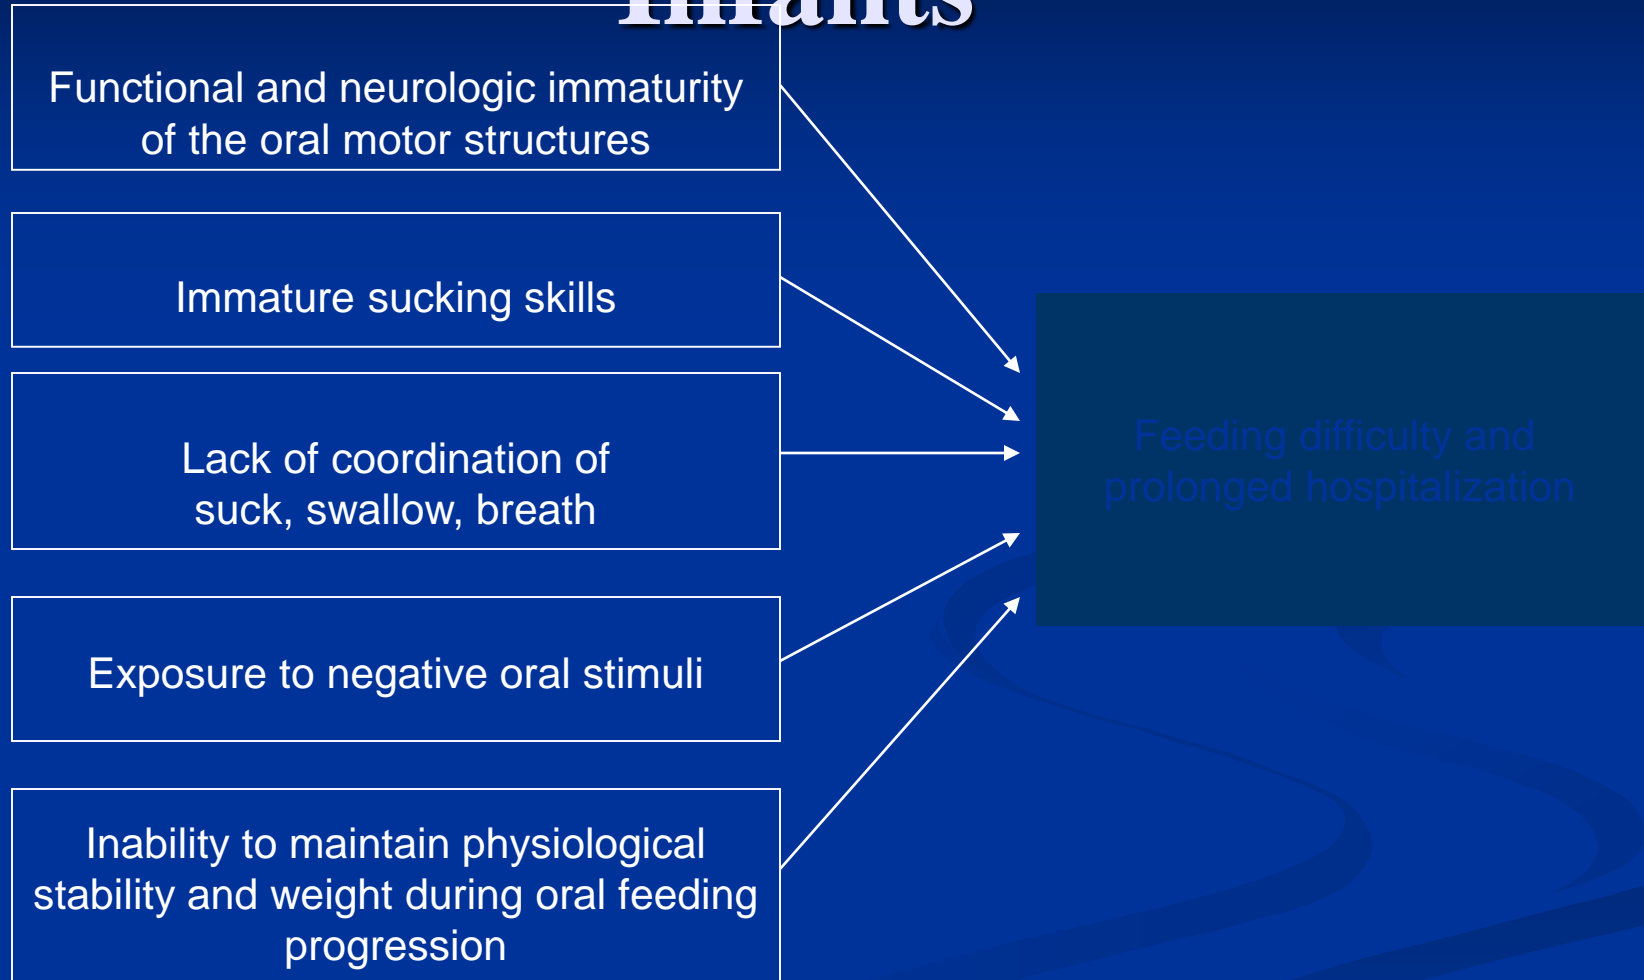 Infants
Functional and neurologic immaturity
of the oral motor structures
Immature sucking skills
Lack of coordination of
suck, swallow, breath
Exposure to negative oral stimuli
Inability to maintain physiological
stability and weight during oral feeding
progression
Feeding difficulty and
prolonged hospitalization